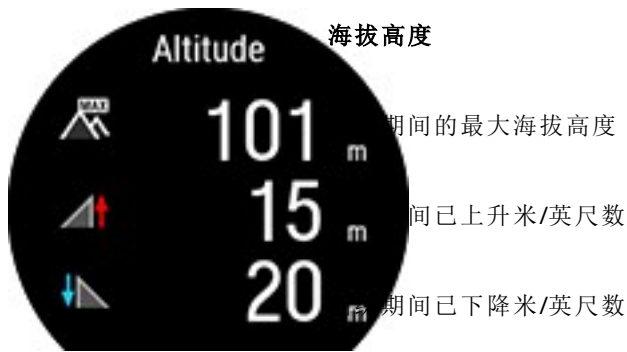 Altitude
海拔高度
MAX
101 m
期间的最大海拔高度
15 m
间已上升米/英尺数
20 m
期间已下降米/英尺数